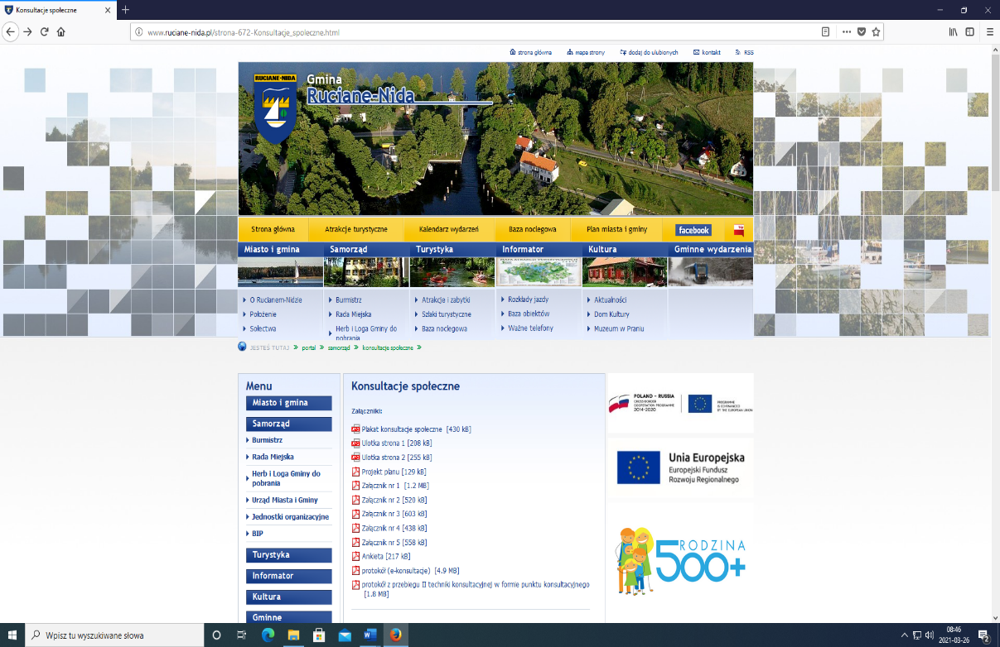 Konsultacje społeczne
www.ruciane-nida.pl/strona-672-Konsultacje_spoleczne.html
strona główna mapa strony dodaj do ulubionych kontakt RSS
RUCIANE-NIDA
Gmina
Ruciane-Nida
Strona główna Atrakcje turystyczne Kalendarz wydarzeń Baza noclegowa Plan miasta i gminy facebook bip
Miasto i gmina Samorząd Turystyka Informator Kultura Gminne wydarzenia
O Rucianem-Nidzie Burmistrz Atrakcje i zabytki Rozkłady jazdy Aktualności
Położenie Rada Miejska Szlaki turystyczne Baza obiektów Dom Kultury
Sołectwa Herb i Loga Gminy do Baza noclegowa Ważne telefony Muzeum w Praniu
pobrania
JESTEŚ TUTAJ portal samorząd konsultacje społeczne
Menu
Miasto i gmina
Samorząd
Burmistrz
Rada Miejska
Herb i Loga Gminy do
pobrania
Urząd Miasta i Gminy
Jednostki organizacyjne
BIP
Turystyka
Informator
Kultura
Gminne
Konsultacje społeczne
Załączniki:
Plakat konsultacje społeczne [430 kB]
Ulotka strona 1 [208 kB]
Ulotka strona 2 [255 kB]
Projekt planu [129 kB]
Załącznik nr 1 [1.2 MB]
Załącznik nr 2 [520 kB]
Załącznik nr 3 [603 kB]
Załącznik nr 4 [438 kB]
Załącznik nr 5 [558 kB]
Ankieta [217 kB]
protokół (e-konsultacje) [4.9 MB]
protokół z przebiegu II techniki konsultacyjnej w formie punktu konsultacyjnego
[1.8 MB]
POLAND - RUSSIA
CROSS-BORDER
COOPERATION PROGRAMME
2014-2020
PROGRAMME
IS CO-FINANCED
BY THE EUROPEAN UNION
Unia Europejska
Europejski Fundusz
Rozwoju Regionalnego
RODZINA
500+
Wpisz tu wyszukiwane słowa
08:46
2021-03-26
2